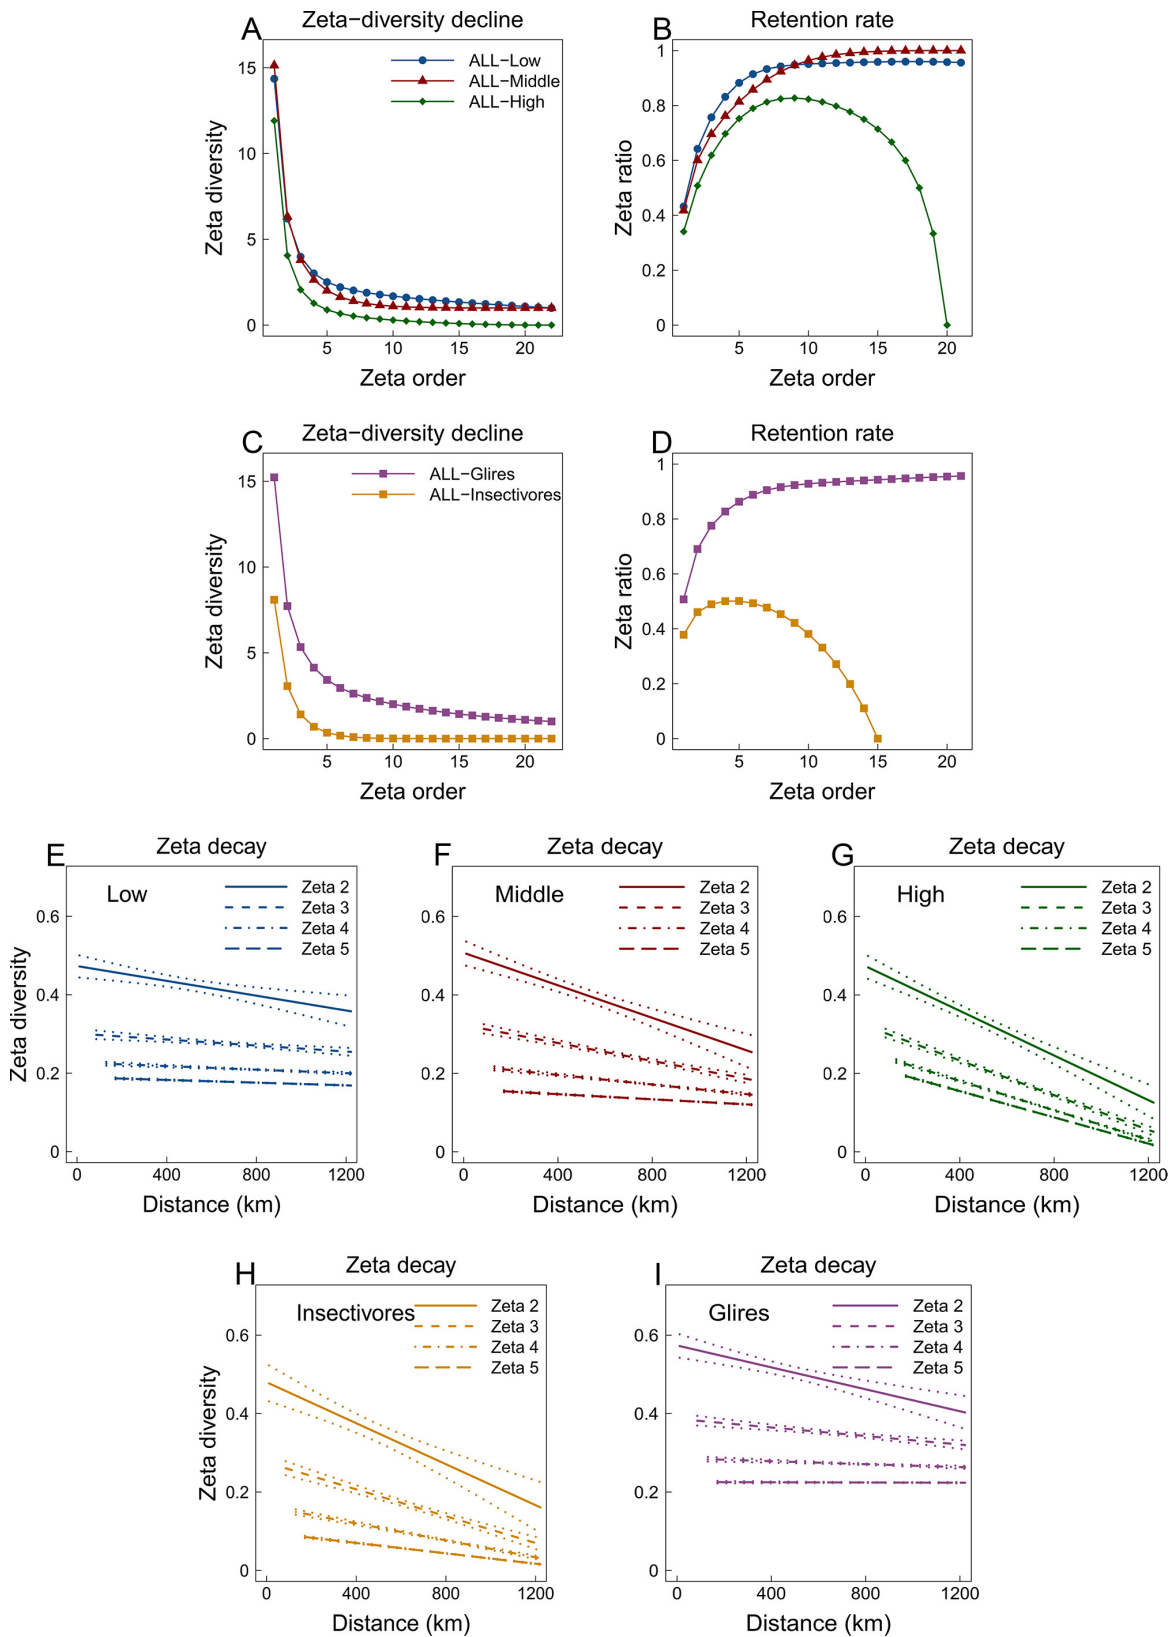 A Zeta−diversity decline
ALL−Low
ALL−Middle
ALL−High
Zeta diversity
15
10
5
0
5 10 15 20
Zeta order
B Retention rate
Zeta ratio
1
0.8
0.6
0.4
0.2
0
5 10 15 20
Zeta order
C Zeta−diversity decline
ALL−Glires
ALL−Insectivores
Zeta diversity
15
10
5
0
5 10 15 20
Zeta order
D Retention rate
Zeta ratio
1
0.8
0.6
0.4
0.2
0
5 10 15 20
Zeta order
E Zeta decay
Low
Zeta 2
Zeta 3
Zeta 4
Zeta 5
Zeta diversity
0.6
0.4
0.2
0
0 400 800 1200
Distance (km)
F Zeta decay
Middle
Zeta 2
Zeta 3
Zeta 4
Zeta 5
0.6
0.4
0.2
0
0 400 800 1200
Distance (km)
G Zeta decay
High
Zeta 2
Zeta 3
Zeta 4
Zeta 5
0.6
0.4
0.2
0
0 400 800 1200
Distance (km)
H Zeta decay
Insectivores
Zeta 2
Zeta 3
Zeta 4
Zeta 5
Zeta diversity
0.6
0.4
0.2
0
0 400 800 1200
Distance (km)
I Zeta decay
Glires
Zeta 2
Zeta 3
Zeta 4
Zeta 5
0.6
0.4
0.2
0
0 400 800 1200
Distance (km)